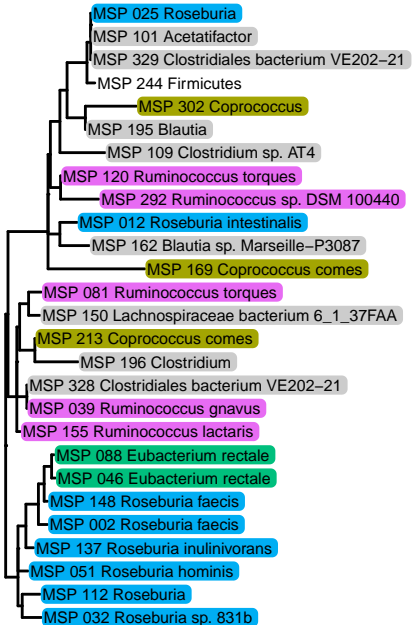 MSP 025 Roseburia
MSP 101 Acetatifactor
MSP 329 Clostridiales bacterium VE202−21
MSP 244 Firmicutes
MSP 302 Coprococcus
MSP 195 Blautia
MSP 109 Clostridium sp. AT4
MSP 120 Ruminococcus torques
MSP 292 Ruminococcus sp. DSM 100440
MSP 012 Roseburia intestinalis
MSP 162 Blautia sp. Marseille−P3087
MSP 169 Coprococcus comes
MSP 081 Ruminococcus torques
MSP 150 Lachnospiraceae bacterium 6_1_37FAA
MSP 213 Coprococcus comes
MSP 196 Clostridium
MSP 328 Clostridiales bacterium VE202−21
MSP 039 Ruminococcus gnavus
MSP 155 Ruminococcus lactaris
MSP 088 Eubacterium rectale
MSP 046 Eubacterium rectale
MSP 148 Roseburia faecis
MSP 002 Roseburia faecis
MSP 137 Roseburia inulinivorans
MSP 051 Roseburia hominis
MSP 112 Roseburia
MSP 032 Roseburia sp. 831b